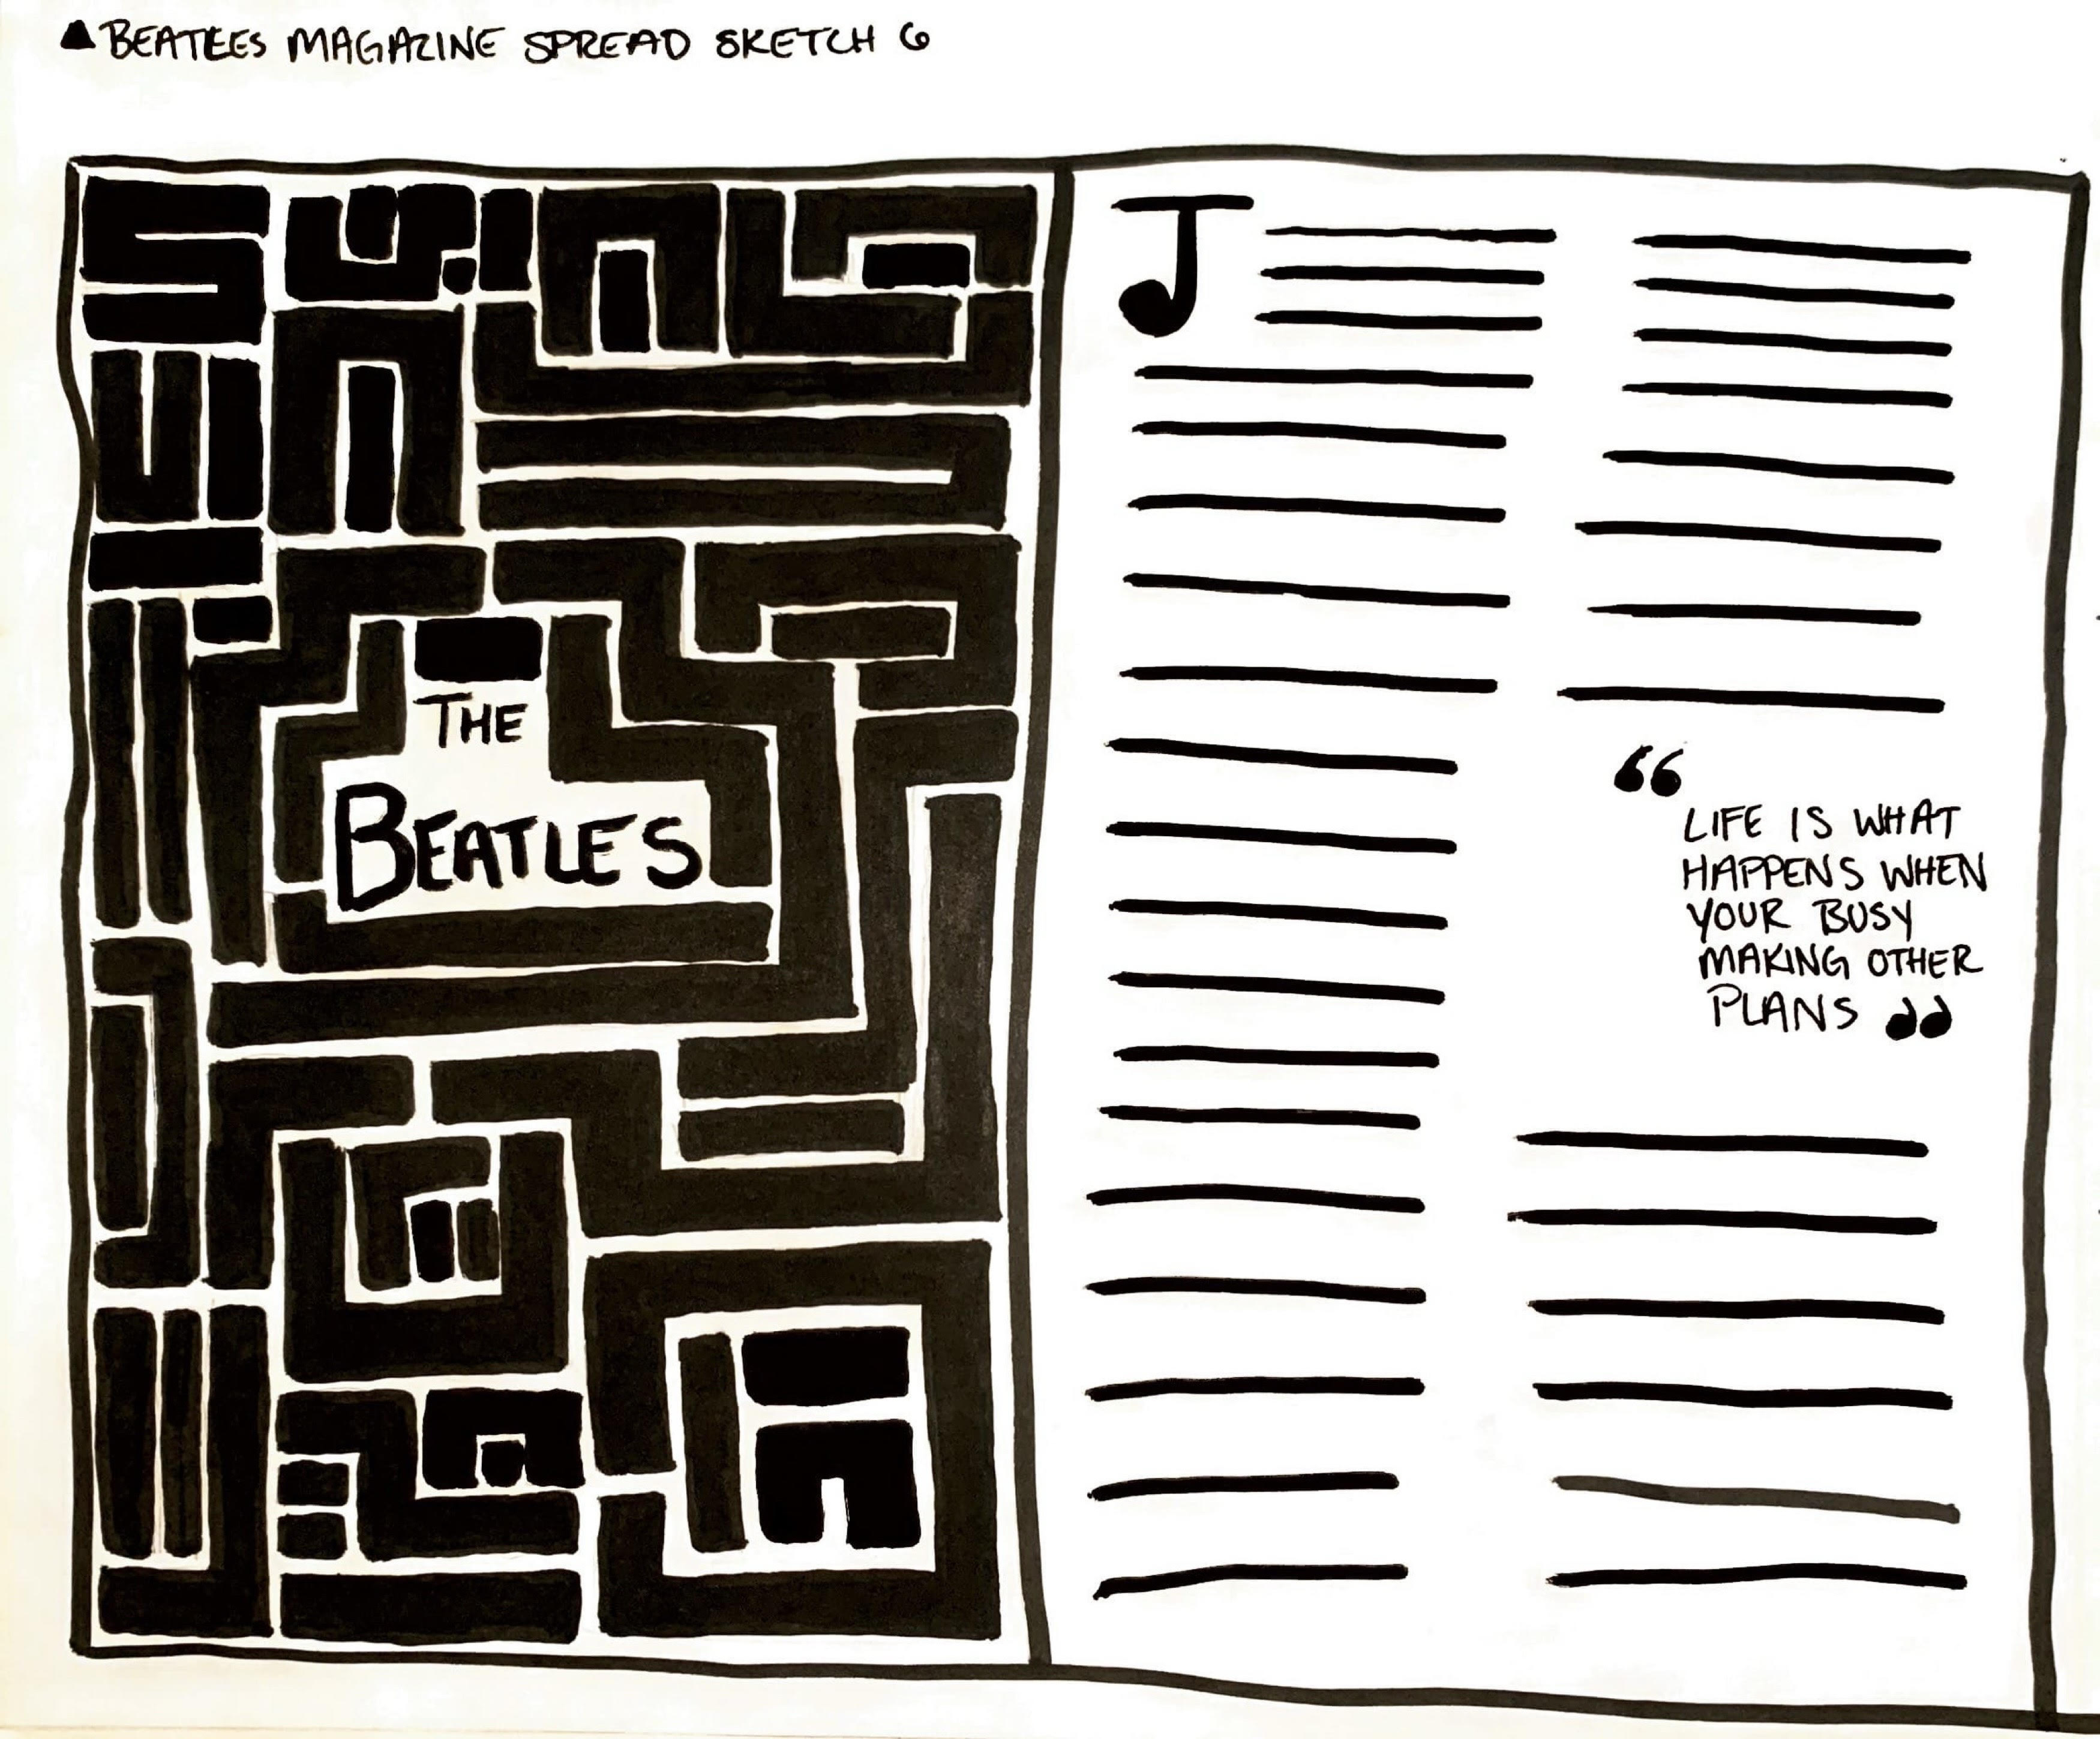 ▲BEATLES MAGAZINE SPREAD SKETCH 6
THE
BEATLES
J
“
LIFE IS WHAT
HAPPENS WHEN
YOUR BUSY
MAKING OTHER
PLANS ”